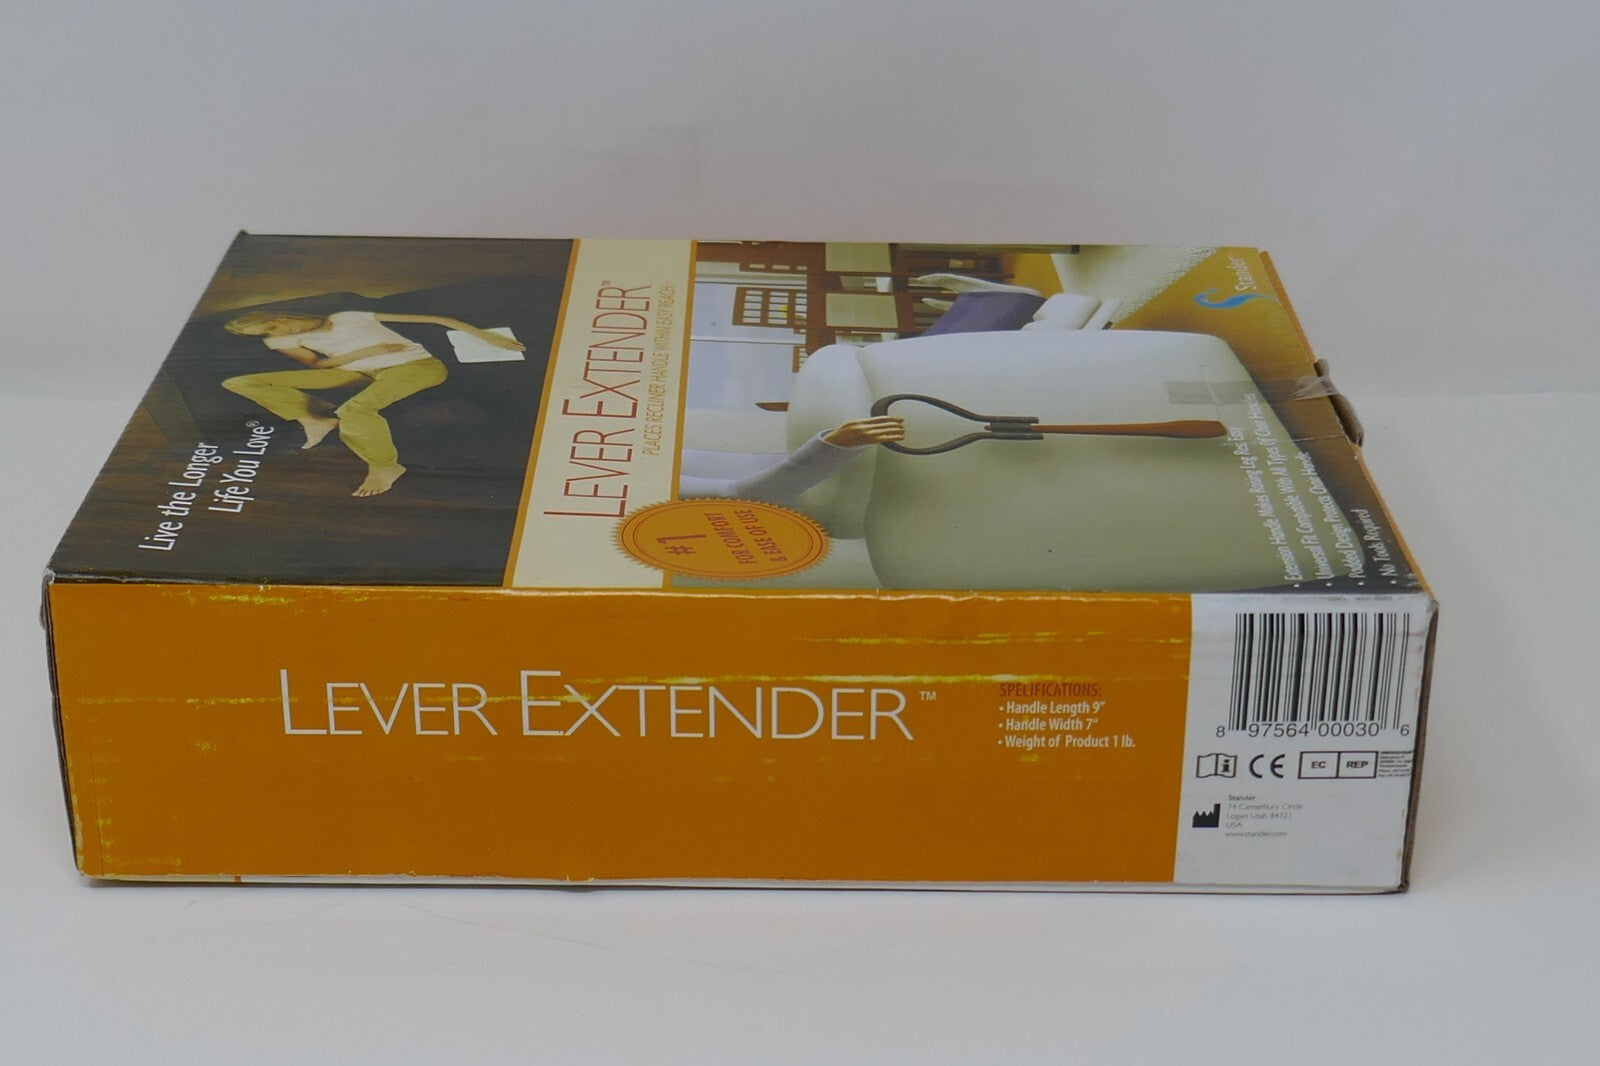 Live the Longer
Life You Love®
LEVER EXTENDER™
PLACES RECLINER HANDLE WITHIN EASY REACH
#1
FOR COMFORT
& EASE OF USE
Stander
• Extension Handle Makes Raising Leg Rest Easy
• Universal Fit Compatible With All Types Of Chair Handles
• Padded Design Protects Chair Handle
• No Tools Required
LEVER EXTENDER™
SPECIFICATIONS:
• Handle Length 9"
• Handle Width 7"
• Weight of Product 1 lb.
8 97564 00030 6
CE
EC REP
Stander
74 Canterbury Circle
Logan, Utah 84321
USA
www.stander.com